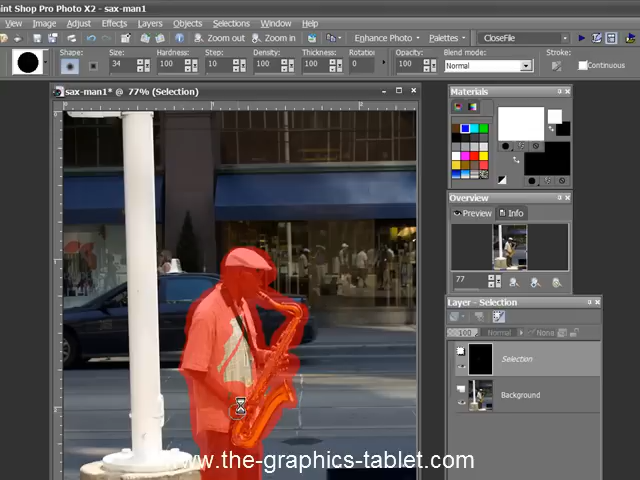 int Shop Pro Photo X2 - sax-man1
View Image Adjust Effects Layers Objects Selections Window Help
Zoom out Zoom in Enhance Photo Palettes CloseFile
Shape: Size: Hardness: Step: Density: Thickness: Rotatio Opacity: Blend mode: Stroke:
34 100 10 100 100 0 100 Normal Continuous
sax-man1* @ 77% (Selection)
Materials
Overview
Preview Info
77
Layer - Selection
100 Normal None
Selection
Background
www.the-graphics-tablet.com